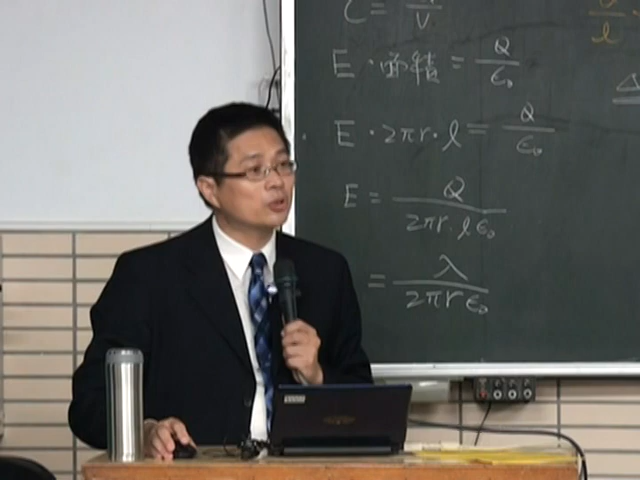 C = Q/V
E · 面積 = Q/ε₀
E · 2πr · l = Q/ε₀
E = Q/2πr · lε₀
= λ/2πrε₀